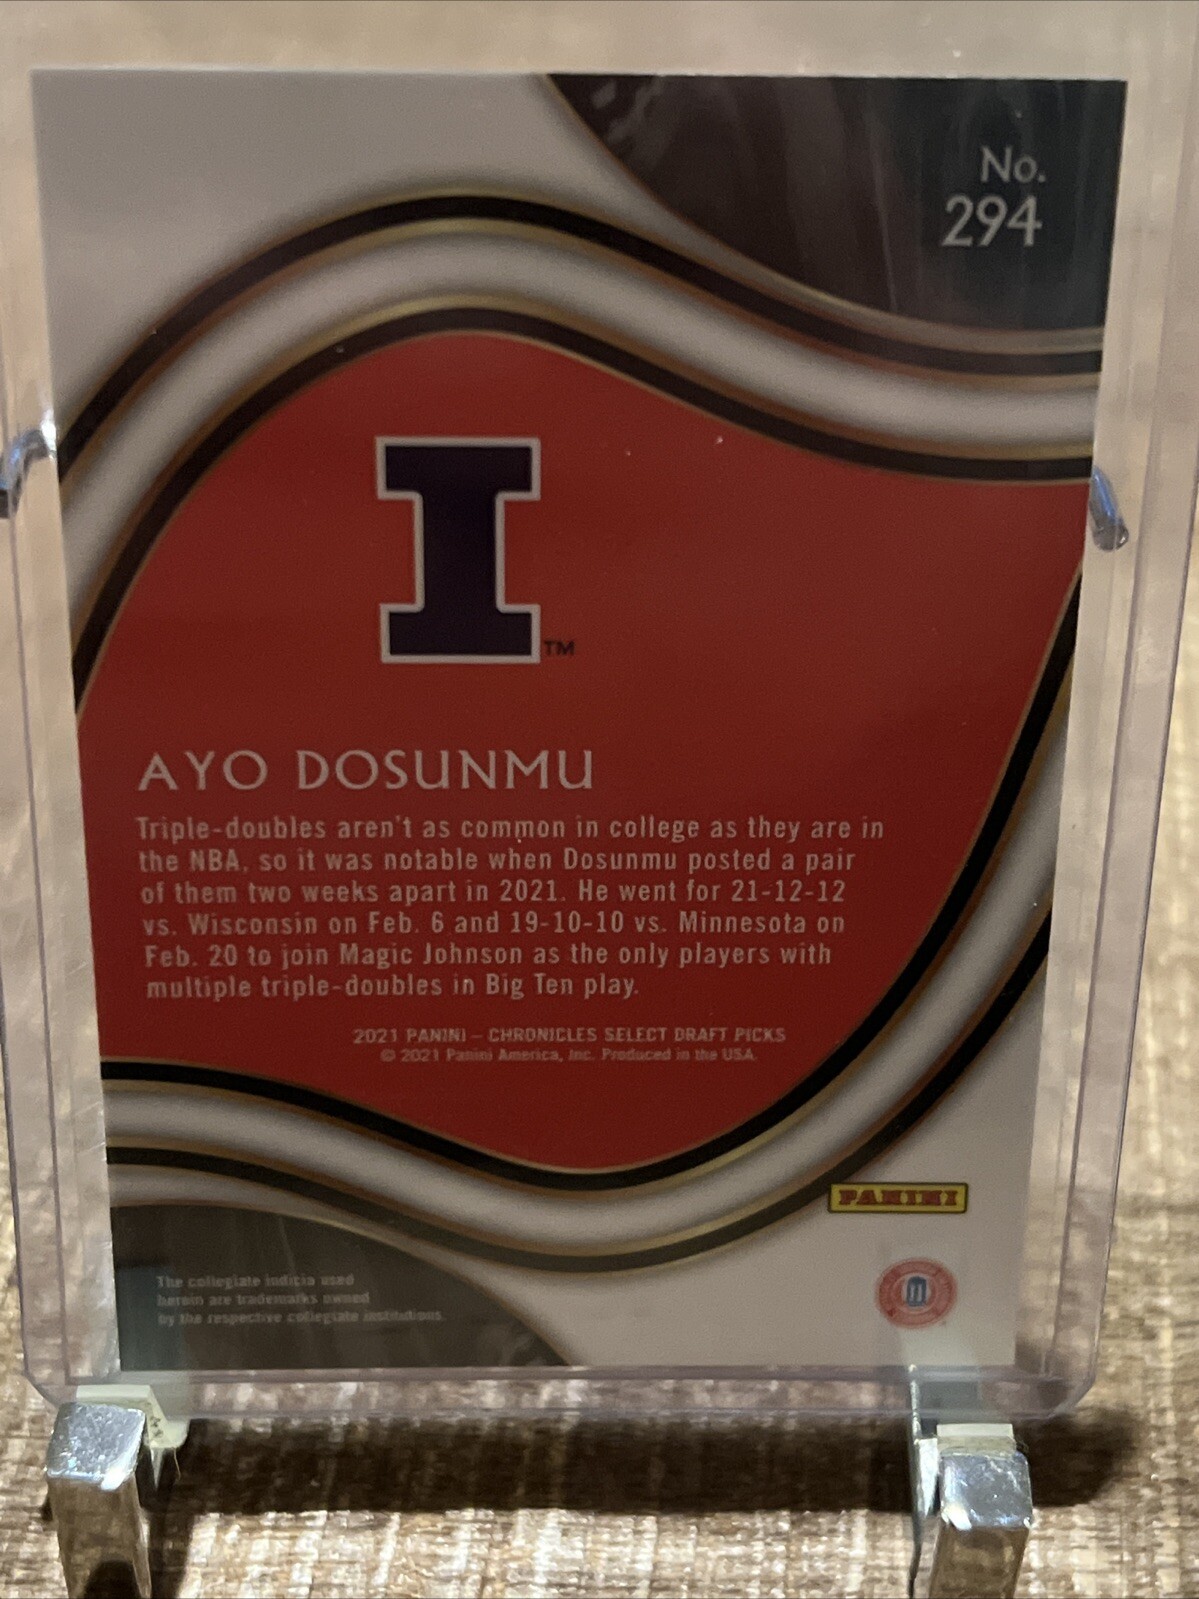 No.
294
I
TM
AYO DOSUNMU
Triple-doubles aren't as common in college as they are in
the NBA, so it was notable when Dosunmu posted a pair
of them two weeks apart in 2021. He went for 21-12-12
vs. Wisconsin on Feb. 6 and 19-10-10 vs. Minnesota on
Feb. 20 to join Magic Johnson as the only players with
multiple triple-doubles in Big Ten play.
2021 PANINI – CHRONICLES SELECT DRAFT PICKS
© 2021 Panini America, Inc. Produced in the USA.
PANINI
The collegiate indicia used
herein are trademarks owned
by the respective collegiate institutions.